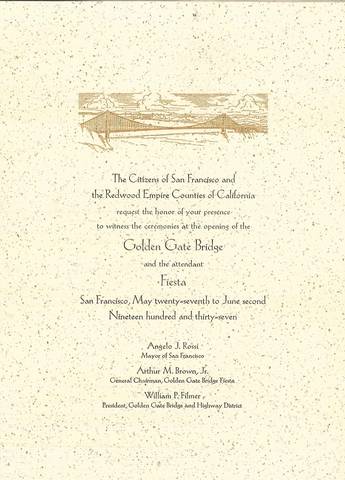 The Citizens of San Francisco and
the Redwood Empire Counties of California
request the honor of your presence
to witness the ceremonies at the opening of the
Golden Gate Bridge
and the attendant
Fiesta
San Francisco, May twenty-seventh to June second
Nineteen hundred and thirty-seven
Angelo J. Rossi
Mayor of San Francisco
Arthur M. Brown, Jr.
General Chairman, Golden Gate Bridge Fiesta
William P. Filmer
President, Golden Gate Bridge and Highway District